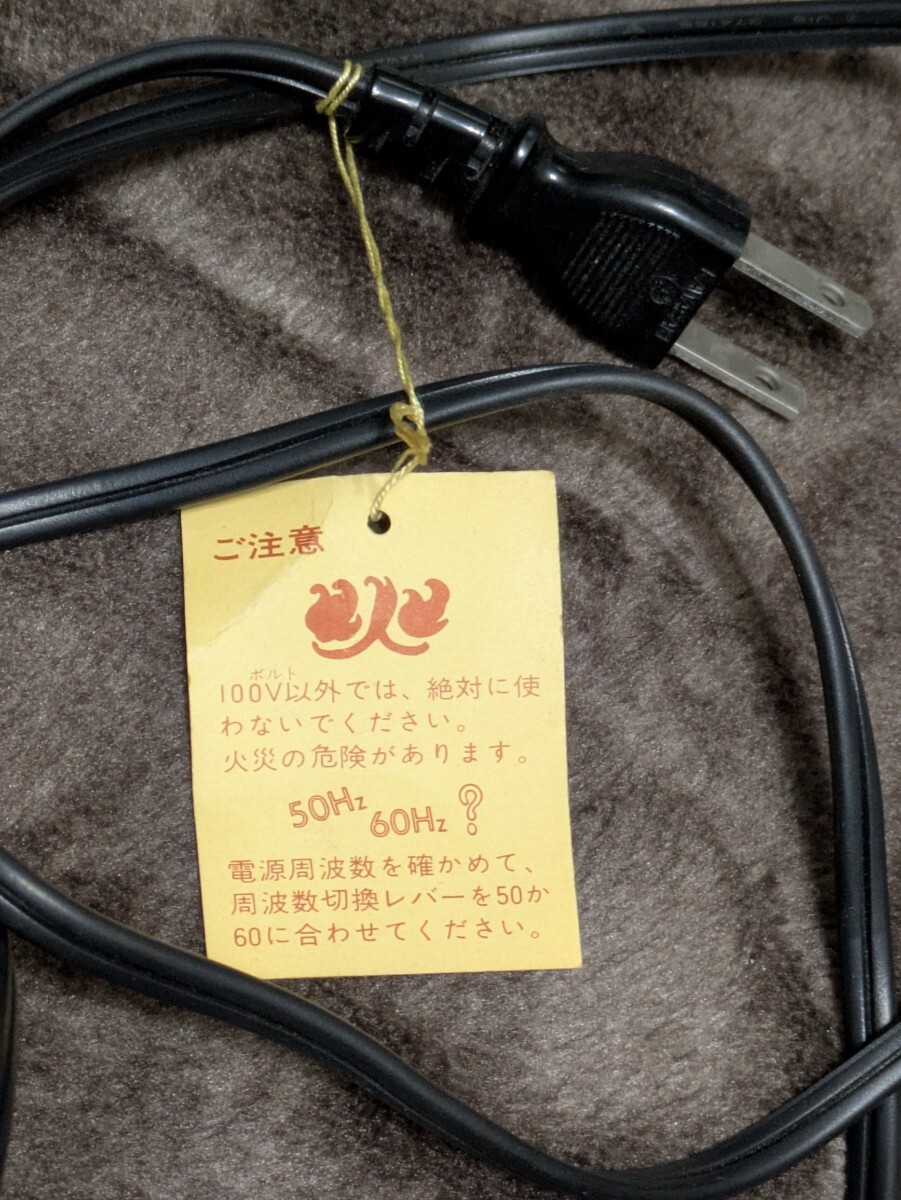 ご注意
火
ボルト
100V以外では、絶対に使
わないでください。
火災の危険があります。
50Hz
60Hz ?
電源周波数を確かめて、
周波数切換レバーを50か
60に合わせてください。